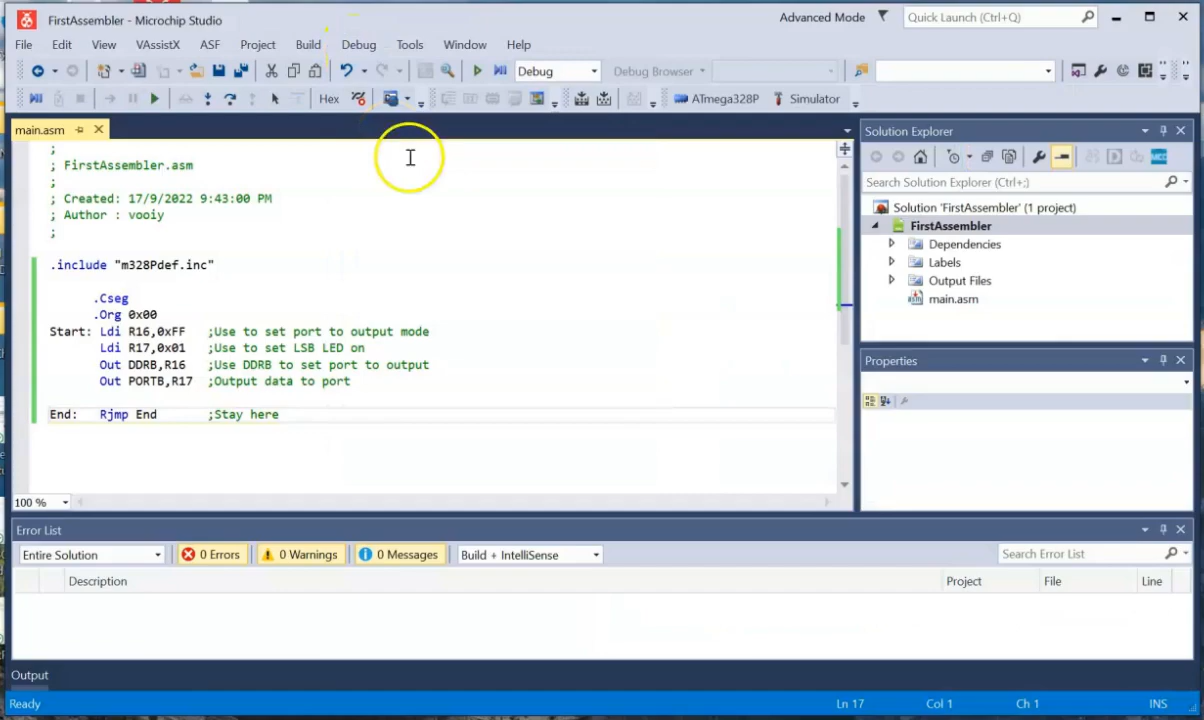 FirstAssembler - Microchip Studio
Advanced Mode
Quick Launch (Ctrl+Q)
File Edit View VAssistX ASF Project Build Debug Tools Window Help
Debug
Debug Browser
Hex
ATmega328P
Simulator
main.asm
;
; FirstAssembler.asm
;
; Created: 17/9/2022 9:43:00 PM
; Author : vooiy
;
.include "m328Pdef.inc"
.Cseg
.Org 0x00
Start: Ldi R16,0xFF ;Use to set port to output mode
Ldi R17,0x01 ;Use to set LSB LED on
Out DDRB,R16 ;Use DDRB to set port to output
Out PORTB,R17 ;Output data to port
End: Rjmp End ;Stay here
100 %
Solution Explorer
Search Solution Explorer (Ctrl+;)
Solution 'FirstAssembler' (1 project)
FirstAssembler
Dependencies
Labels
Output Files
main.asm
Properties
Error List
Entire Solution
0 Errors
0 Warnings
0 Messages
Build + IntelliSense
Search Error List
Description Project File Line
Output
Ready Ln 17 Col 1 Ch 1 INS